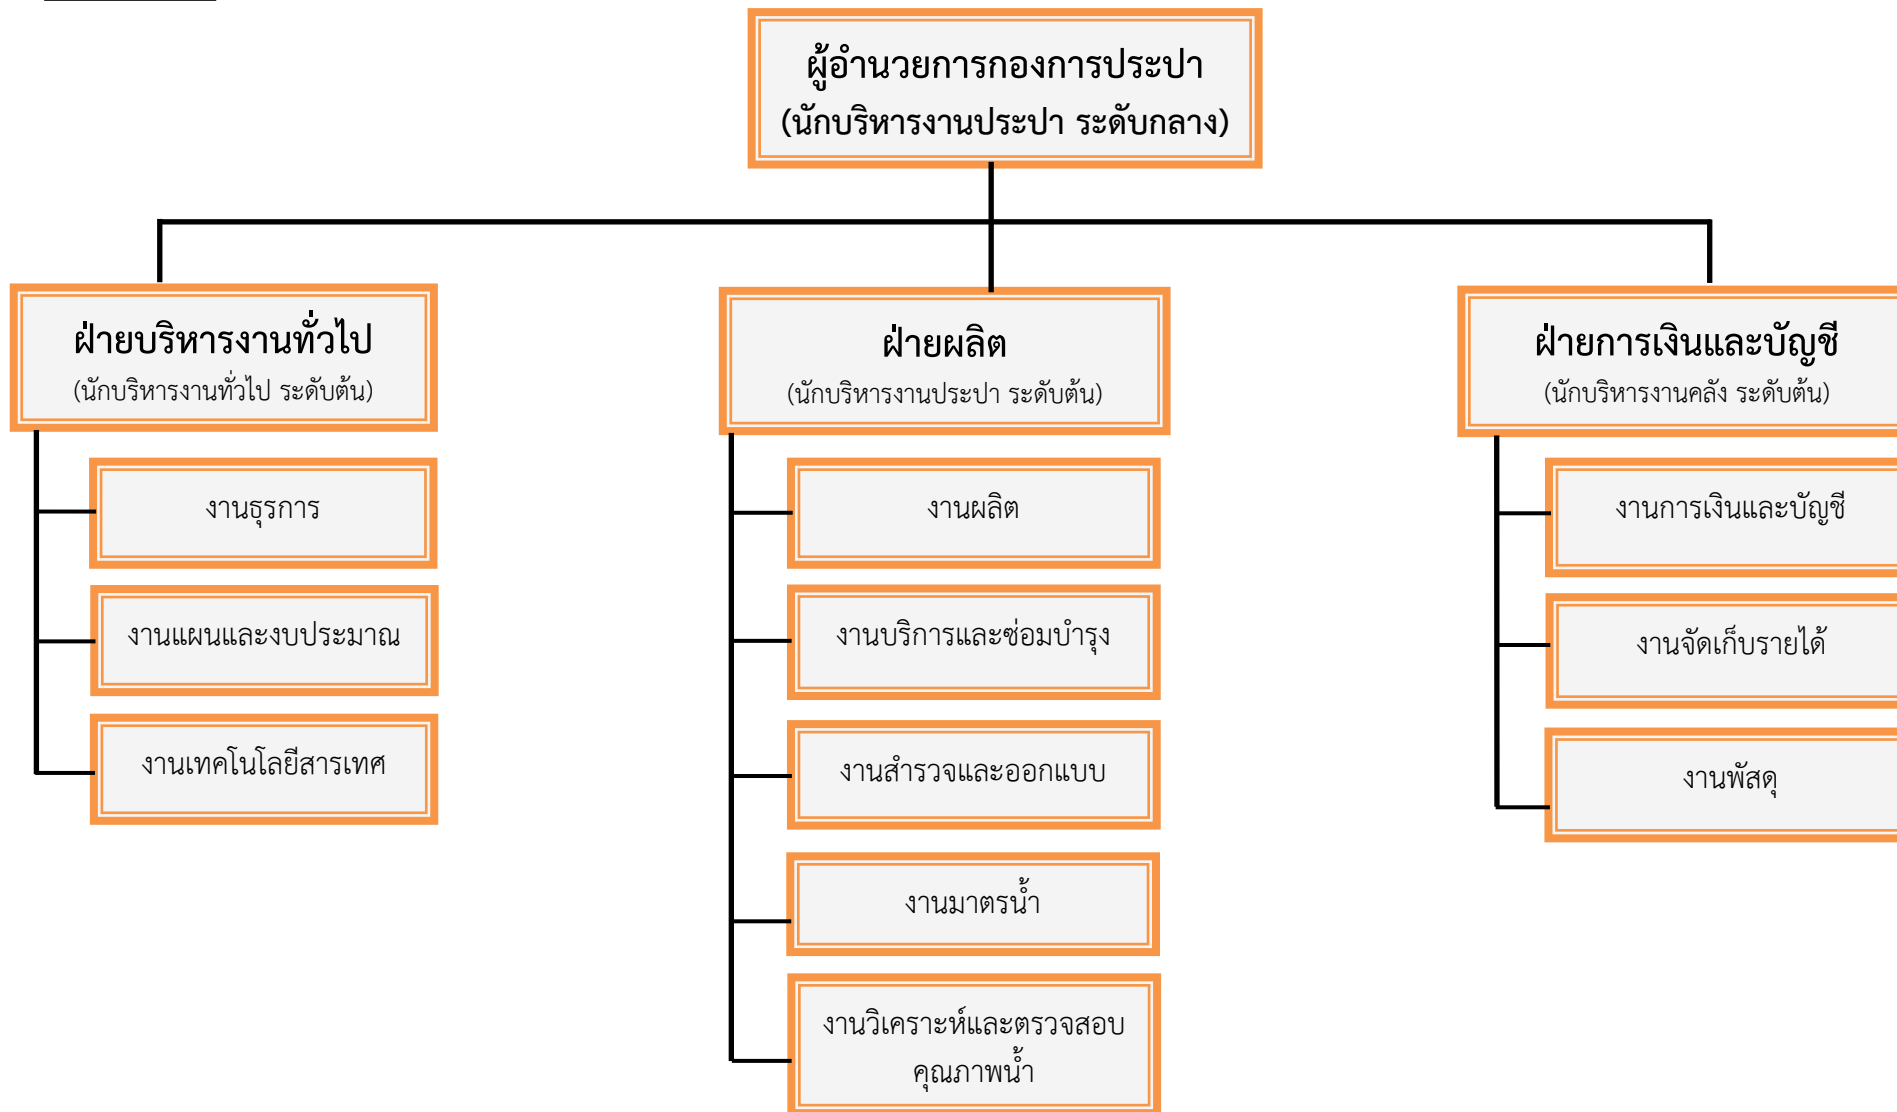 ผู้อำนวยการกองการประปา
(นักบริหารงานประปา ระดับกลาง)
ฝ่ายบริหารงานทั่วไป
(นักบริหารงานทั่วไป ระดับต้น)
งานธุรการ
งานแผนและงบประมาณ
งานเทคโนโลยีสารเทศ
ฝ่ายผลิต
(นักบริหารงานประปา ระดับต้น)
งานผลิต
งานบริการและซ่อมบำรุง
งานสำรวจและออกแบบ
งานมาตรน้ำ
งานวิเคราะห์และตรวจสอบ
คุณภาพน้ำ
ฝ่ายการเงินและบัญชี
(นักบริหารงานคลัง ระดับต้น)
งานการเงินและบัญชี
งานจัดเก็บรายได้
งานพัสดุ